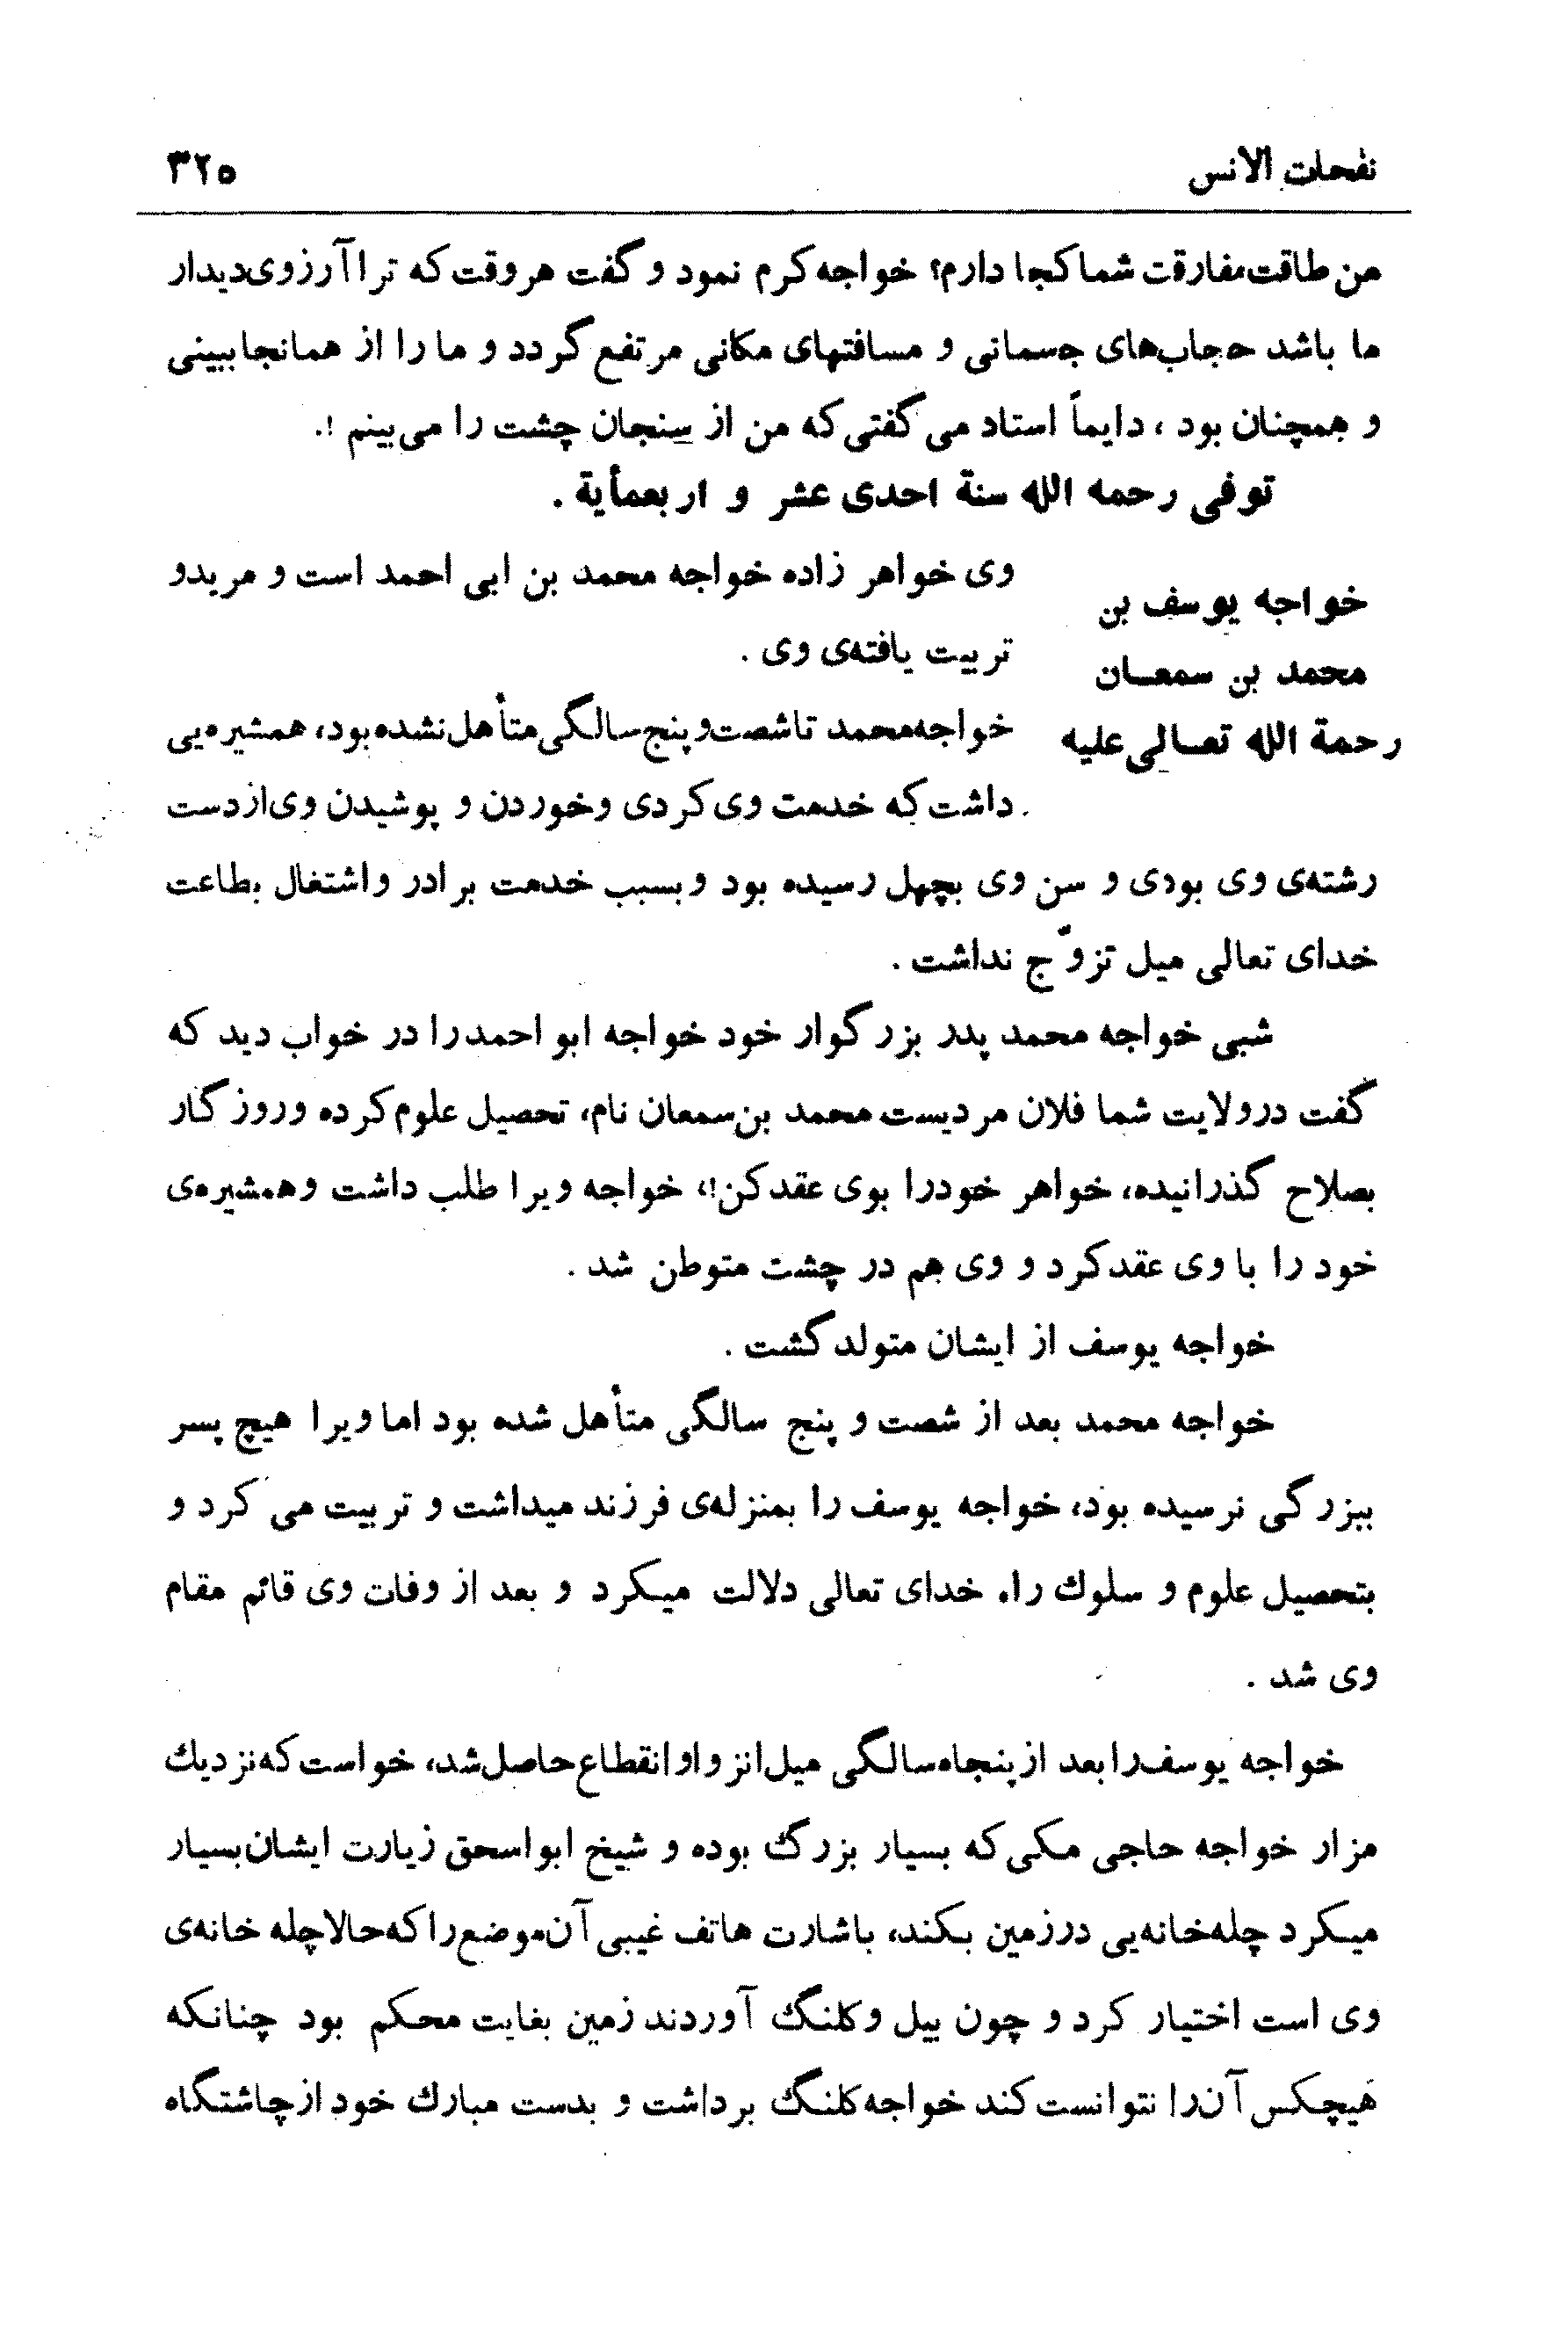 نفحات الانس ۳۲۵
من طاقت مفارقت شما کجا دارم؟ خواجه کرم نمود و گفت هروقت که ترا آرزوی دیدار
ما باشد حجاب‌های جسمانی و مسافتهای مکانی مرتفع گردد و ما را از همانجا ببینی
و همچنان بود ، دایماً استاد می گفتی که من از سنجان چشت را می‌بینم !.
توفی رحمه الله سنة احدی عشر و اربعمأیة .
خواجه یوسف بن
محمد بن سمعان
رحمة الله تعالی علیه
وی خواهر زاده خواجه محمد بن ابی احمد است و مریدو
تربیت یافته‌ی وی .
خواجه‌محمد تاشصت‌وپنج‌سالگی‌متأهل‌نشده‌بود، همشیره‌یی
داشت که خدمت وی کردی وخوردن و پوشیدن وی‌ازدست
رشته‌ی وی بودی و سن وی بچهل رسیده بود وبسبب خدمت برادر واشتغال بطاعت
خدای تعالی میل تزوّج نداشت .
شبی خواجه محمد پدر بزرگوار خود خواجه ابو احمدرا در خواب دید که
گفت درولایت شما فلان مردیست محمد بن‌سمعان نام، تحصیل علوم کرده وروزگار
بصلاح گذرانیده، خواهر خودرا بوی عقدکن!، خواجه ویرا طلب داشت وهمشیره‌ی
خود را با وی عقدکرد و وی هم در چشت متوطن شد .
خواجه یوسف از ایشان متولد گشت .
خواجه محمد بعد از شصت و پنج سالگی متأهل شده بود اما ویرا هیچ پسر
ببزرگی نرسیده بود، خواجه یوسف را بمنزله‌ی فرزند میداشت و تربیت می کرد و
بتحصیل علوم و سلوك راه خدای تعالی دلالت میکرد و بعد از وفات وی قائم مقام
وی شد .
خواجه یوسف‌را بعد ازپنجاه‌سالگی میل‌انزواوانقطاع‌حاصل‌شد، خواست که‌نزدیك
مزار خواجه حاجی مکی که بسیار بزرگ بوده و شیخ ابواسحق زیارت ایشان‌بسیار
میکرد چله‌خانه‌یی درزمین بکند، باشارت هاتف غیبی آن‌موضع‌را که‌حالا چله خانه‌ی
وی است اختیار کرد و چون بیل وکلنگ آوردند زمین بغایت محکم بود چنانکه
هیچکس آن‌را نتوانست کند خواجه کلنگ برداشت و بدست مبارك خود ازچاشتگاه